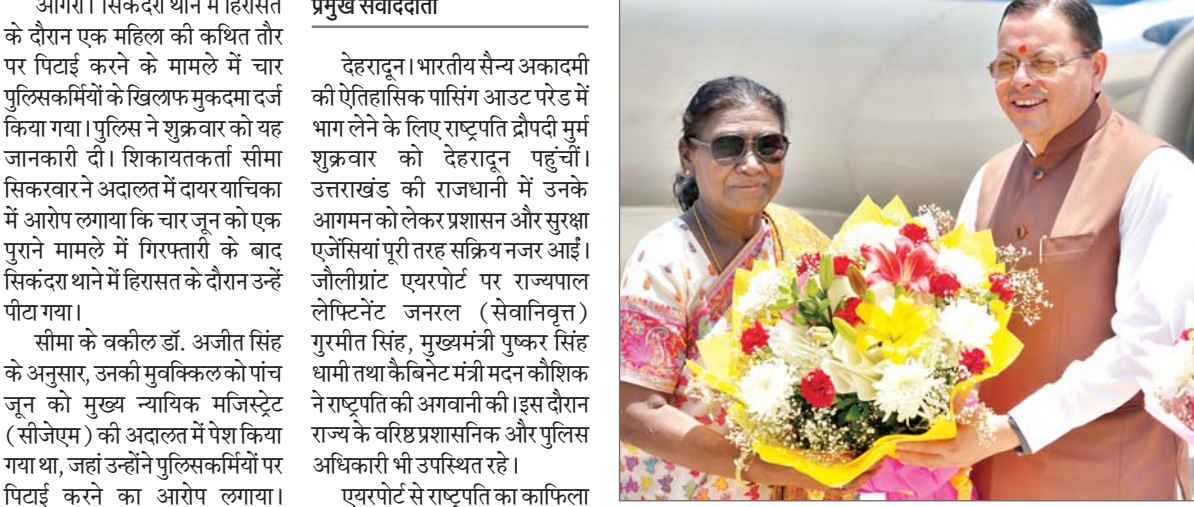 आगरा। सिकंदरा थाने में हिरासत
के दौरान एक महिला की कथित तौर
पर पिटाई करने के मामले में चार
पुलिसकर्मियों के खिलाफ मुकदमा दर्ज
किया गया। पुलिस ने शुक्रवार को यह
जानकारी दी। शिकायतकर्ता सीमा
सिकरवार ने अदालत में दायर याचिका
में आरोप लगाया कि चार जून को एक
पुराने मामले में गिरफ्तारी के बाद
सिकंदरा थाने में हिरासत के दौरान उन्हें
पीटा गया।
सीमा के वकील डॉ. अजीत सिंह
के अनुसार, उनकी मुवक्किल को पांच
जून को मुख्य न्यायिक मजिस्ट्रेट
(सीजेएम) की अदालत में पेश किया
गया था, जहां उन्होंने पुलिसकर्मियों पर
पिटाई करने का आरोप लगाया।
प्रमुख संवाददाता
देहरादून। भारतीय सैन्य अकादमी
की ऐतिहासिक पासिंग आउट परेड में
भाग लेने के लिए राष्ट्रपति द्रौपदी मुर्म
शुक्रवार को देहरादून पहुंचीं।
उत्तराखंड की राजधानी में उनके
आगमन को लेकर प्रशासन और सुरक्षा
एजेंसियां पूरी तरह सक्रिय नजर आईं।
जौलीग्रांट एयरपोर्ट पर राज्यपाल
लेफ्टिनेंट जनरल (सेवानिवृत्त)
गुरमीत सिंह, मुख्यमंत्री पुष्कर सिंह
धामी तथा कैबिनेट मंत्री मदन कौशिक
ने राष्ट्रपति की अगवानी की। इस दौरान
राज्य के वरिष्ठ प्रशासनिक और पुलिस
अधिकारी भी उपस्थित रहे।
एयरपोर्ट से राष्ट्रपति का काफिला